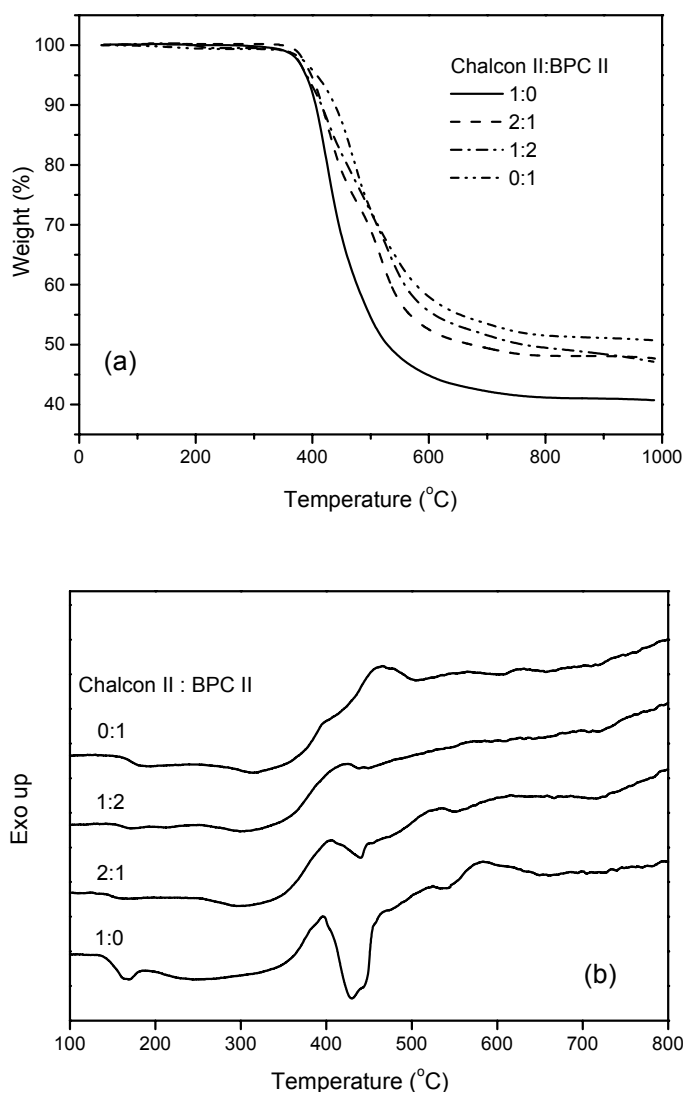 100
90
80
70
60
50
40
Weight (%)
Chalcon II:BPC II
1:0
2:1
1:2
0:1
(a)
0 200 400 600 800 1000
Temperature (°C)
Exo up
Chalcon II : BPC II
0:1
1:2
2:1
1:0
(b)
100 200 300 400 500 600 700 800
Temperature (°C)